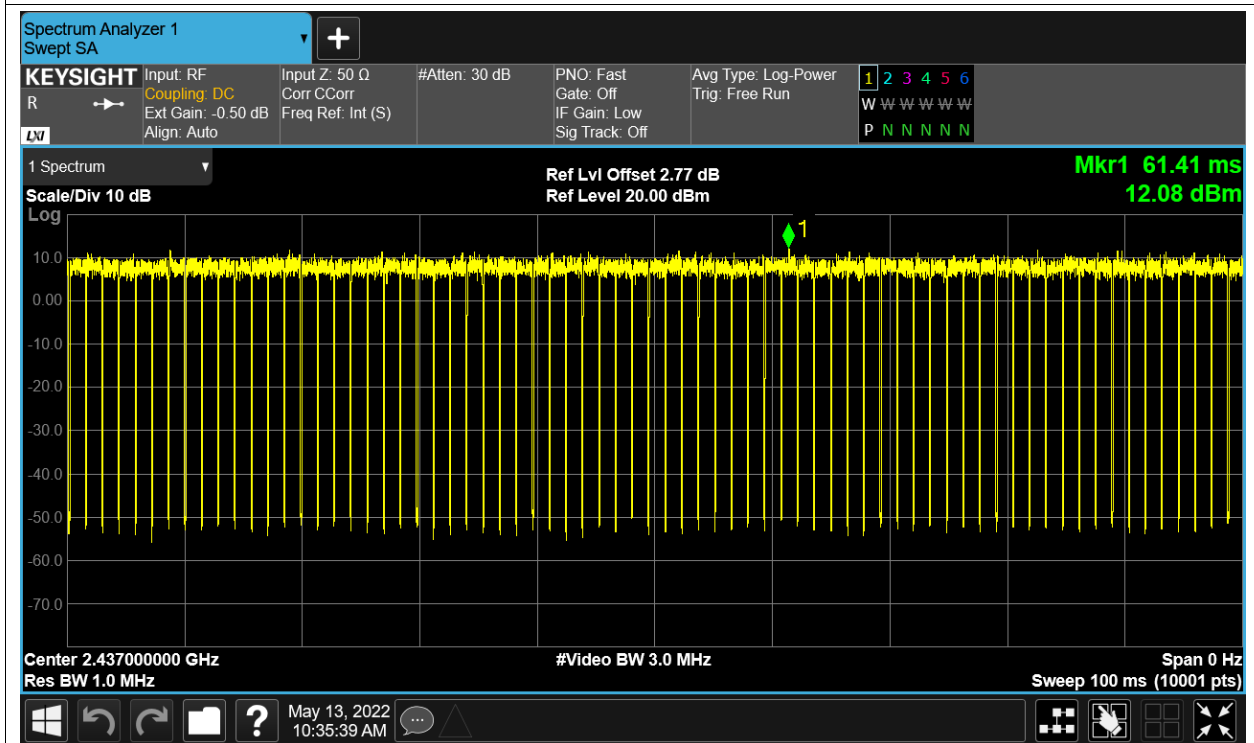 Spectrum Analyzer 1
Swept SA
KEYSIGHT
R
LXI
Input: RF
Coupling: DC
Ext Gain: -0.50 dB
Align: Auto
Input Z: 50 Ω
Corr CCorr
Freq Ref: Int (S)
#Atten: 30 dB
PNO: Fast
Gate: Off
IF Gain: Low
Sig Track: Off
Avg Type: Log-Power
Trig: Free Run
1 2 3 4 5 6
W W W W W W
P N N N N N
1 Spectrum
Scale/Div 10 dB
Ref Lvl Offset 2.77 dB
Ref Level 20.00 dBm
Mkr1 61.41 ms
12.08 dBm
Log
1
10.0
0.00
-10.0
-20.0
-30.0
-40.0
-50.0
-60.0
-70.0
Center 2.437000000 GHz
Res BW 1.0 MHz
#Video BW 3.0 MHz
Span 0 Hz
Sweep 100 ms (10001 pts)
?
May 13, 2022
10:35:39 AM